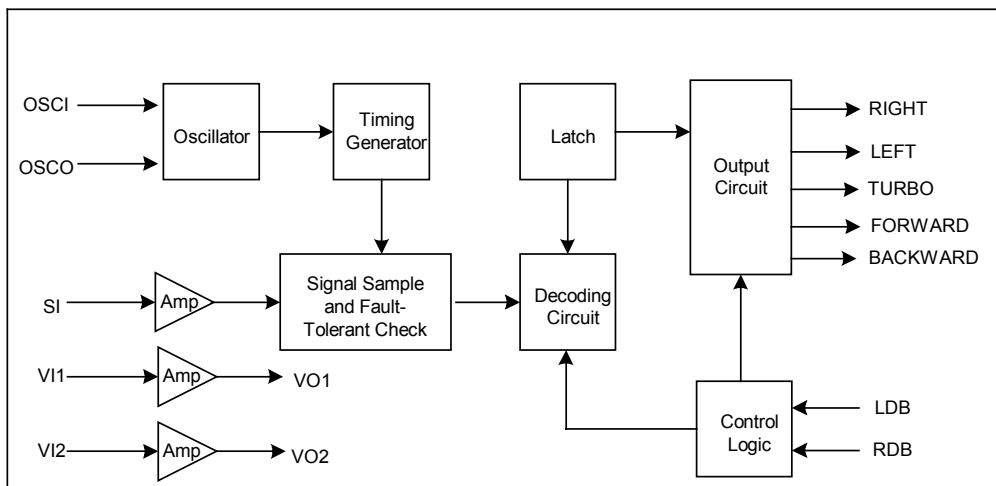 OSCI
OSCO
Oscillator
Timing
Generator
Latch
Output
Circuit
RIGHT
LEFT
TURBO
FORWARD
BACKWARD
SI
Amp
Signal Sample
and Fault-
Tolerant Check
Decoding
Circuit
VI1
Amp
VO1
VI2
Amp
VO2
Control
Logic
LDB
RDB